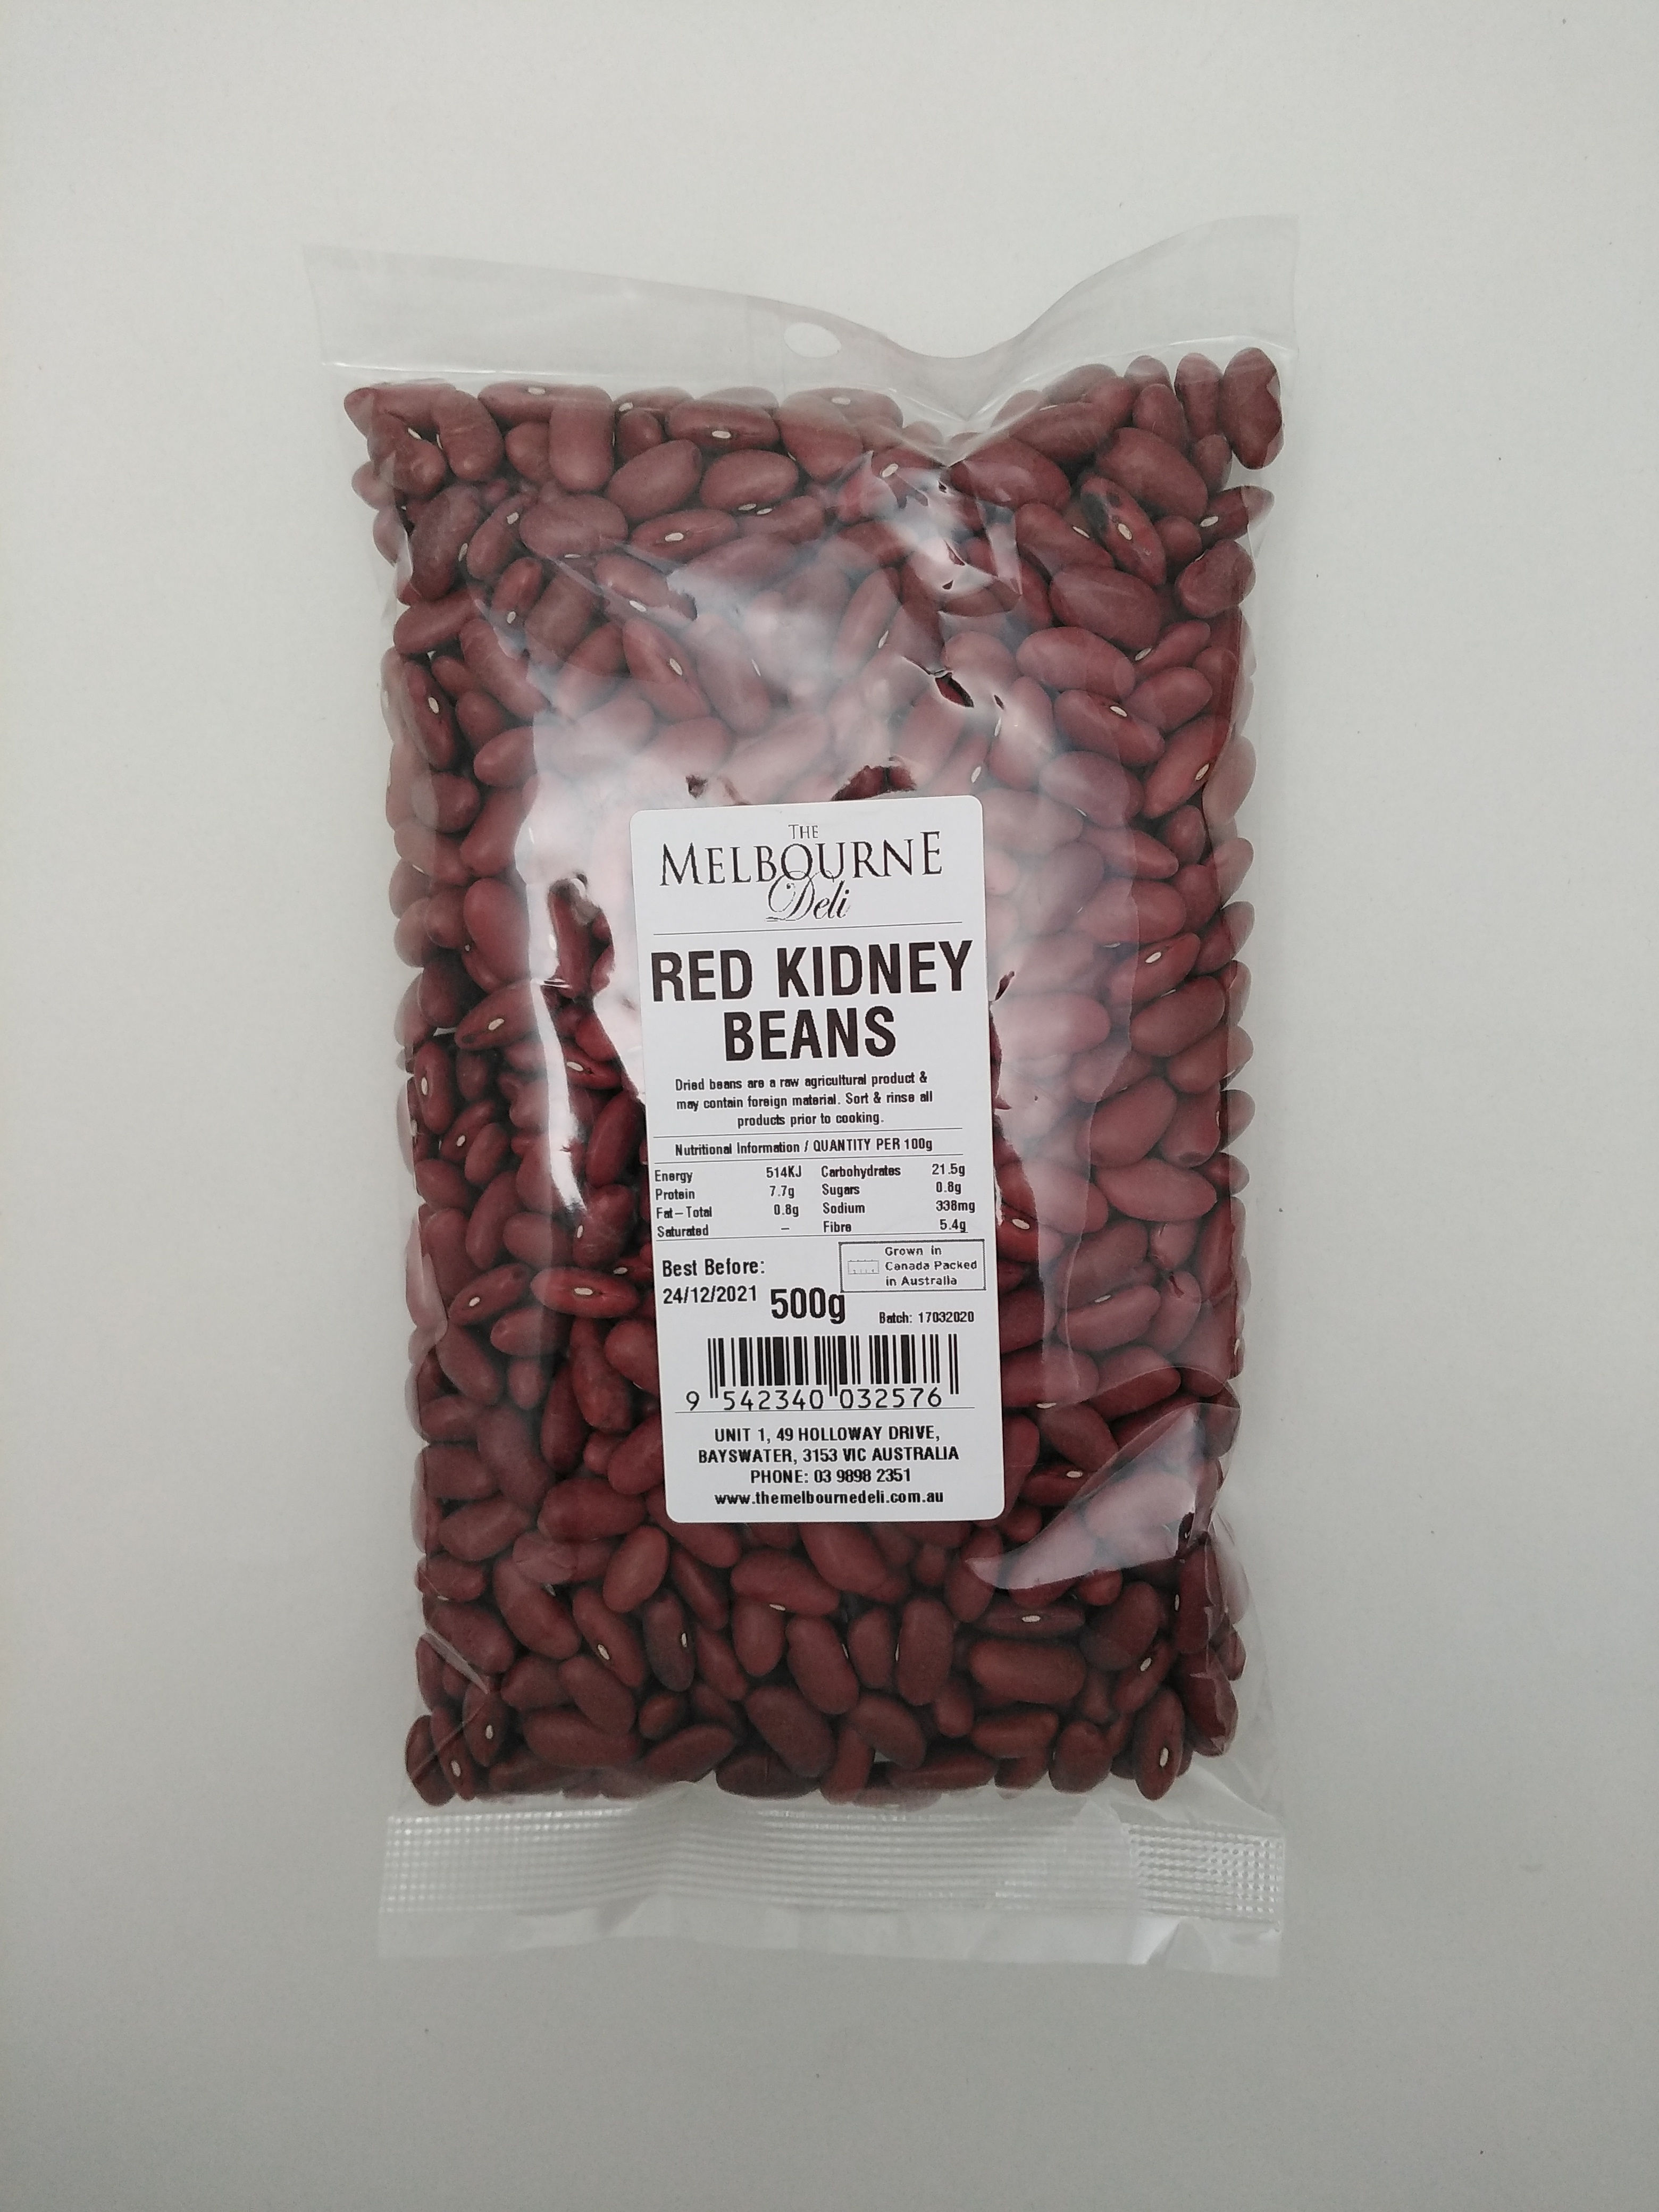 THE
MELBOURNE
Deli
RED KIDNEY
BEANS
Dried beans are a raw agricultural product &
may contain foreign material. Sort & rinse all
products prior to cooking.
Nutritional Information / QUANTITY PER 100g
Energy 514KJ Carbohydrates 21.5g
Protein 7.7g Sugars 0.8g
Fat–Total 0.8g Sodium 338mg
Saturated – Fibre 5.4g
Best Before:
24/12/2021
500g
Grown in
Canada Packed
in Australia
Batch: 17032020
9 542340 032576
UNIT 1, 49 HOLLOWAY DRIVE,
BAYSWATER, 3153 VIC AUSTRALIA
PHONE: 03 9898 2351
www.themelbournedeli.com.au